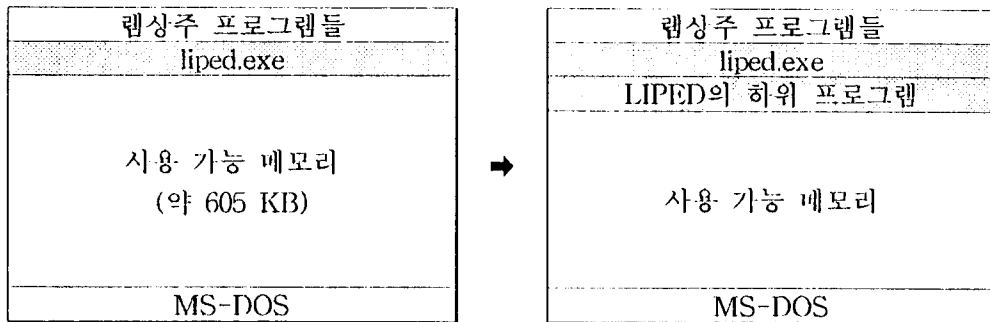 램상주 프로그램들
liped.exe
사용 가능 메모리
(약 605 KB)
MS-DOS
➡
램상주 프로그램들
liped.exe
LIPED의 하위 프로그램
사용 가능 메모리
MS-DOS